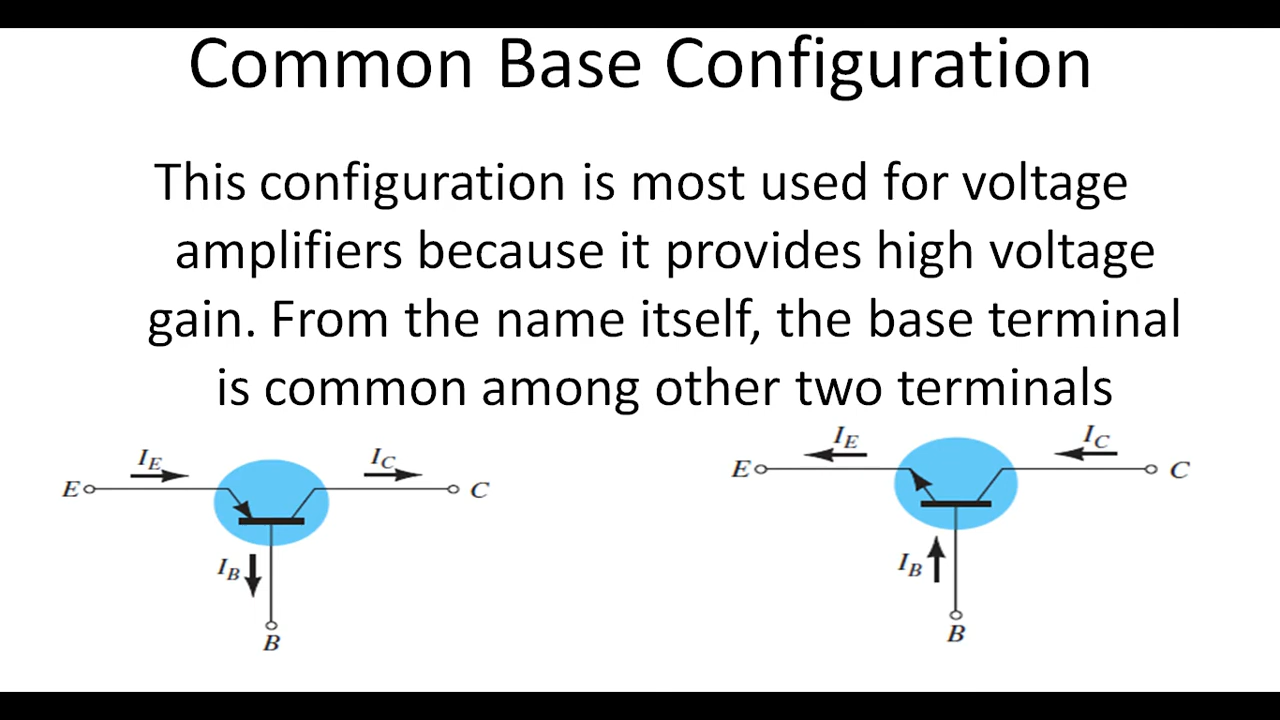 Common Base Configuration
This configuration is most used for voltage
amplifiers because it provides high voltage
gain. From the name itself, the base terminal
is common among other two terminals
I_E I_C
E C
I_B
B
I_E I_C
E C
I_B
B